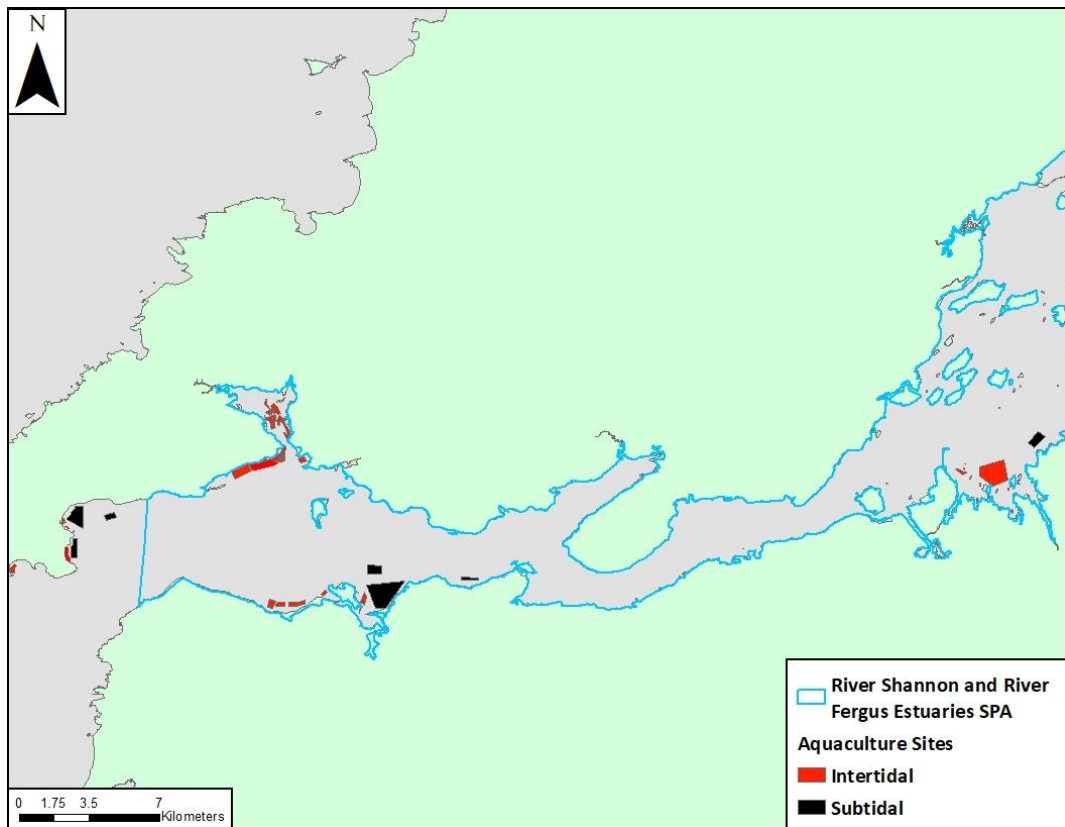 N
River Shannon and River
Fergus Estuaries SPA
Aquaculture Sites
Intertidal
Subtidal
0 1.75 3.5 7
Kilometers